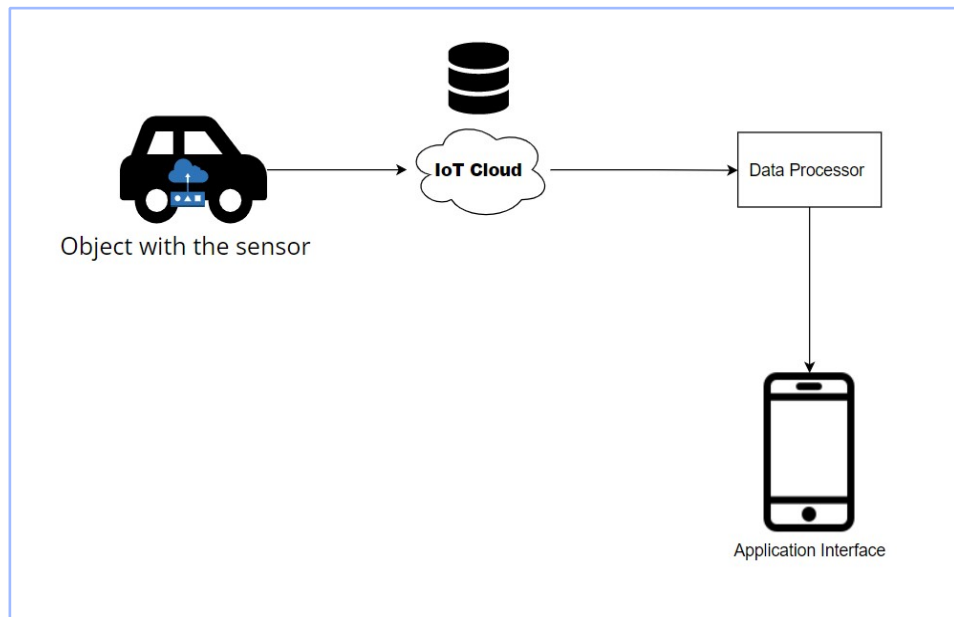 IoT Cloud
Data Processor
Object with the sensor
Application Interface